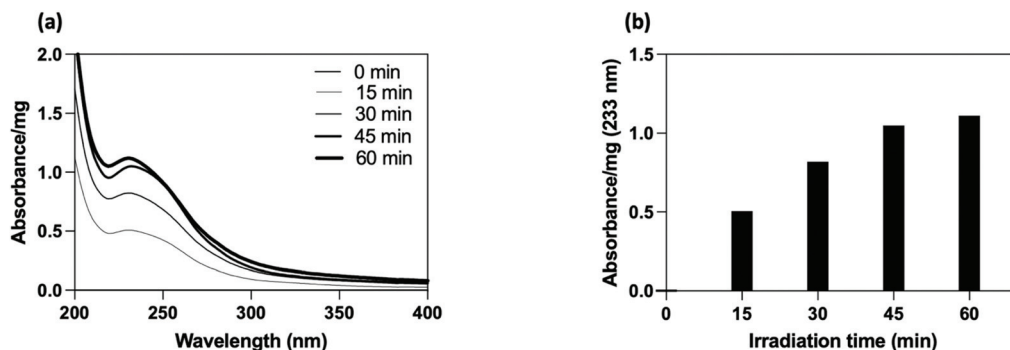 (a)
2.0
1.5
1.0
0.5
0.0
Absorbance/mg
200 250 300 350 400
Wavelength (nm)
0 min
15 min
30 min
45 min
60 min
(b)
1.5
1.0
0.5
0.0
Absorbance/mg (233 nm)
0 15 30 45 60
Irradiation time (min)